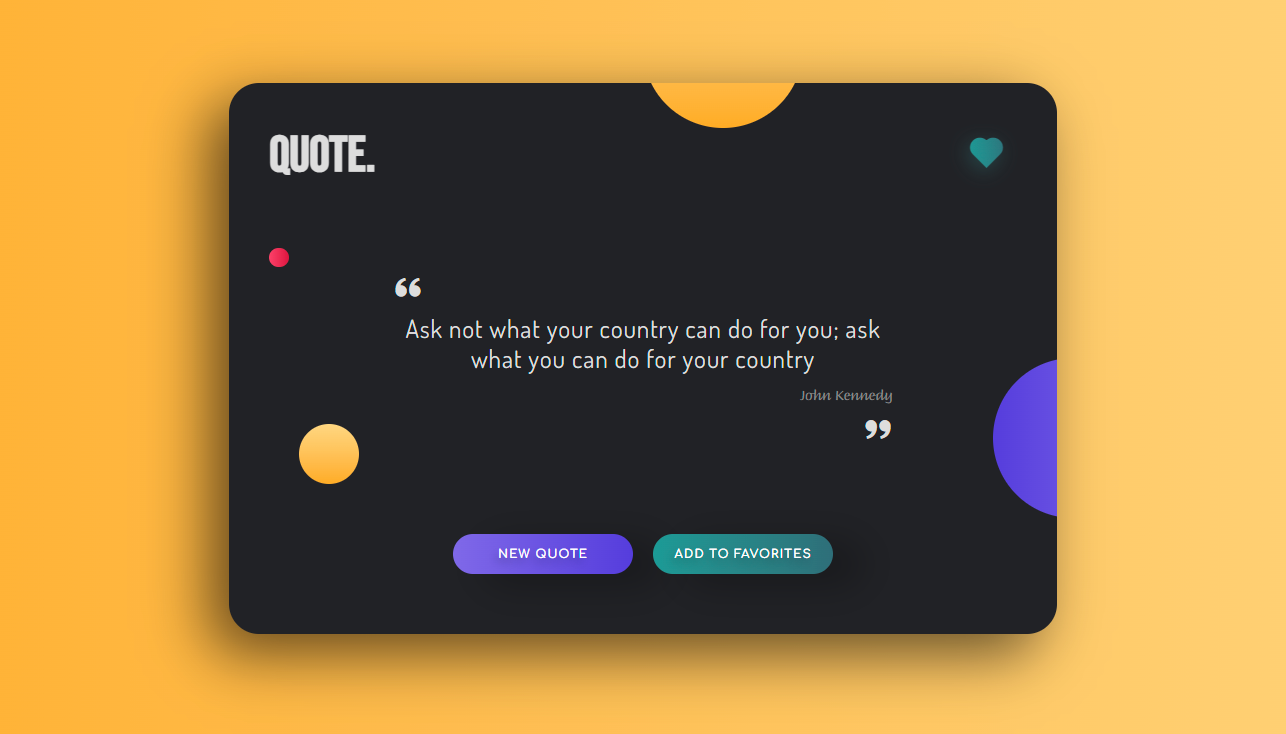 QUOTE.
“
Ask not what your country can do for you; ask
what you can do for your country
John Kennedy
”
NEW QUOTE
ADD TO FAVORITES